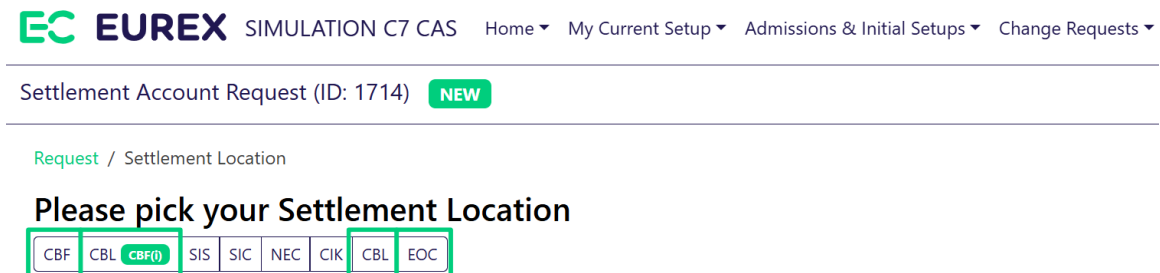 EC EUREX SIMULATION C7 CAS Home My Current Setup Admissions & Initial Setups Change Requests
Settlement Account Request (ID: 1714) NEW
Request / Settlement Location
Please pick your Settlement Location
CBF CBL CBF(i) SIS SIC NEC CIK CBL EOC